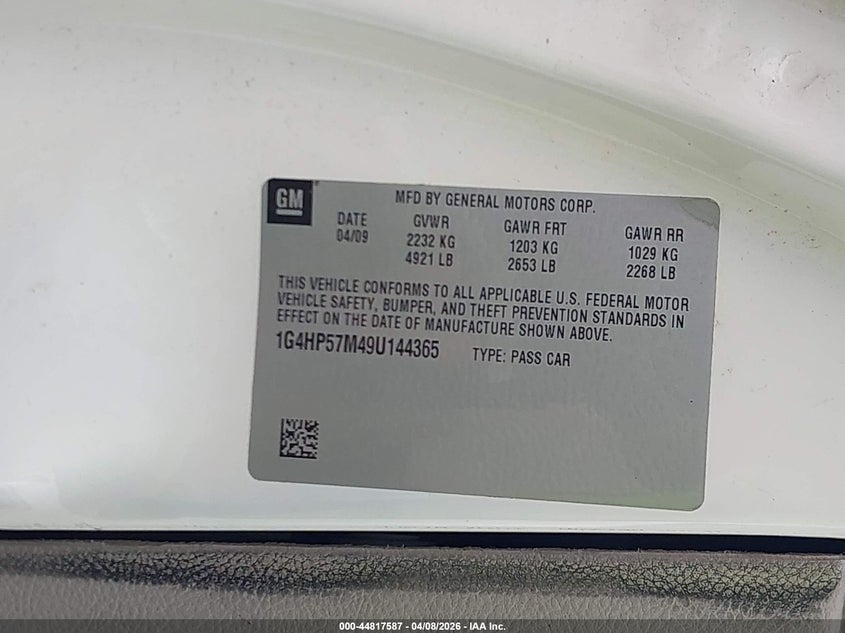 GM
MFD BY GENERAL MOTORS CORP.
DATE GVWR GAWR FRT GAWR RR
04/09 2232 KG 1203 KG 1029 KG
4921 LB 2653 LB 2268 LB
THIS VEHICLE CONFORMS TO ALL APPLICABLE U.S. FEDERAL MOTOR
VEHICLE SAFETY, BUMPER, AND THEFT PREVENTION STANDARDS IN
EFFECT ON THE DATE OF MANUFACTURE SHOWN ABOVE.
1G4HP57M49U144365 TYPE: PASS CAR
000-44817587 - 04/08/2026 - IAA Inc.